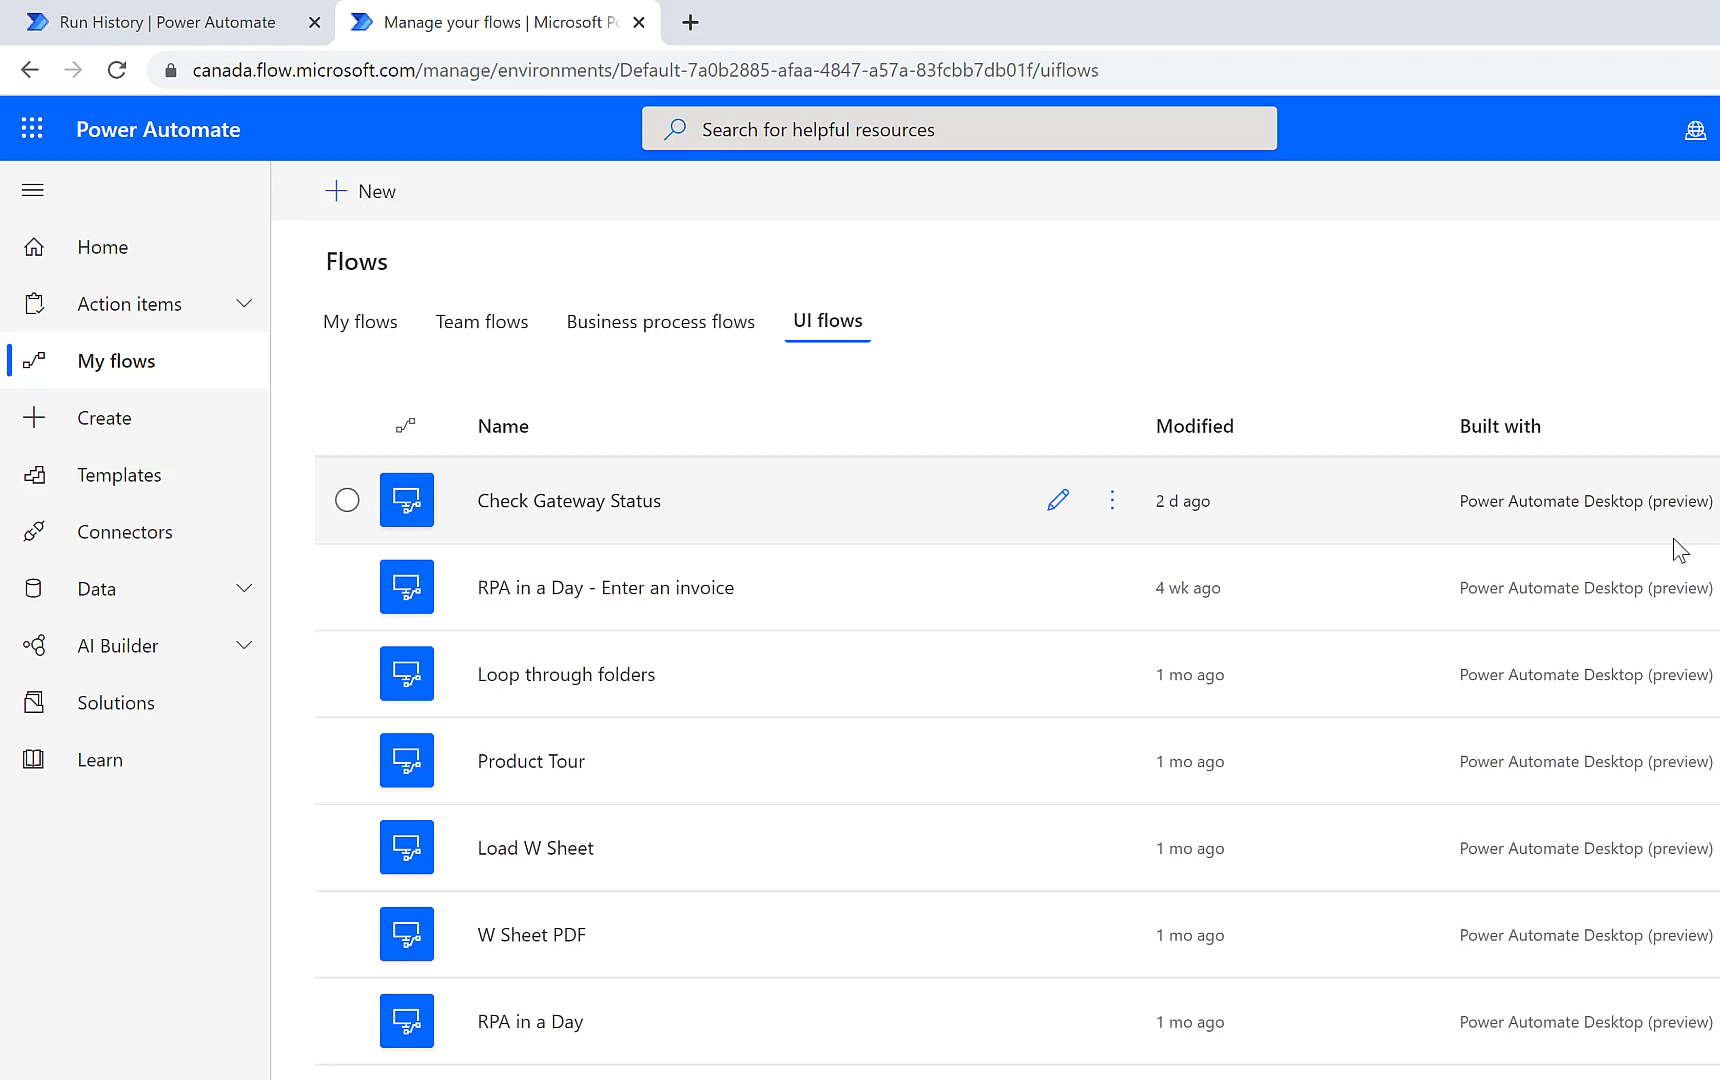 Run History | Power Automate
Manage your flows | Microsoft Po
canada.flow.microsoft.com/manage/environments/Default-7a0b2885-afaa-4847-a57a-83fcbb7db01f/uiflows
Power Automate
Search for helpful resources
New
Home
Action items
My flows
Create
Templates
Connectors
Data
AI Builder
Solutions
Learn
Flows
My flows Team flows Business process flows UI flows
Name Modified Built with
Check Gateway Status 2 d ago Power Automate Desktop (preview)
RPA in a Day - Enter an invoice 4 wk ago Power Automate Desktop (preview)
Loop through folders 1 mo ago Power Automate Desktop (preview)
Product Tour 1 mo ago Power Automate Desktop (preview)
Load W Sheet 1 mo ago Power Automate Desktop (preview)
W Sheet PDF 1 mo ago Power Automate Desktop (preview)
RPA in a Day 1 mo ago Power Automate Desktop (preview)